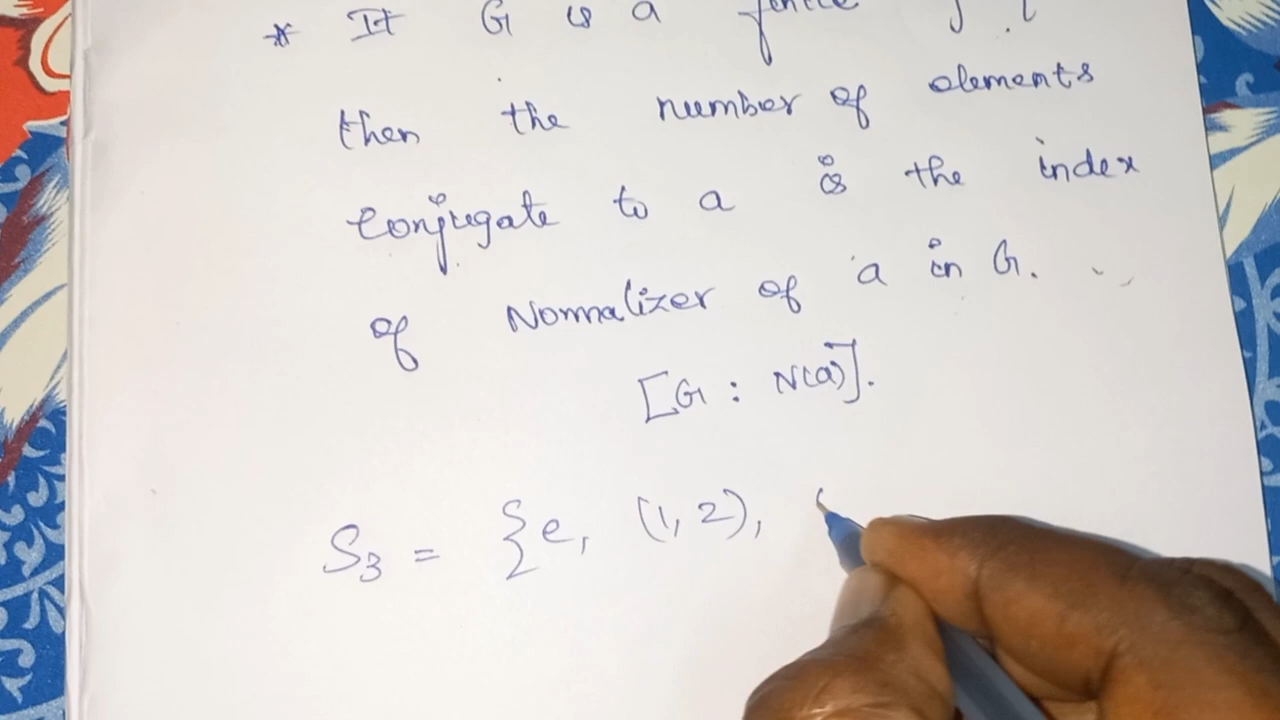 * If G is a finite
then the number of elements
conjugate to a is the index
of Normalizer of a in G.
[G : N(a)].
S3 = {e, (1, 2), (